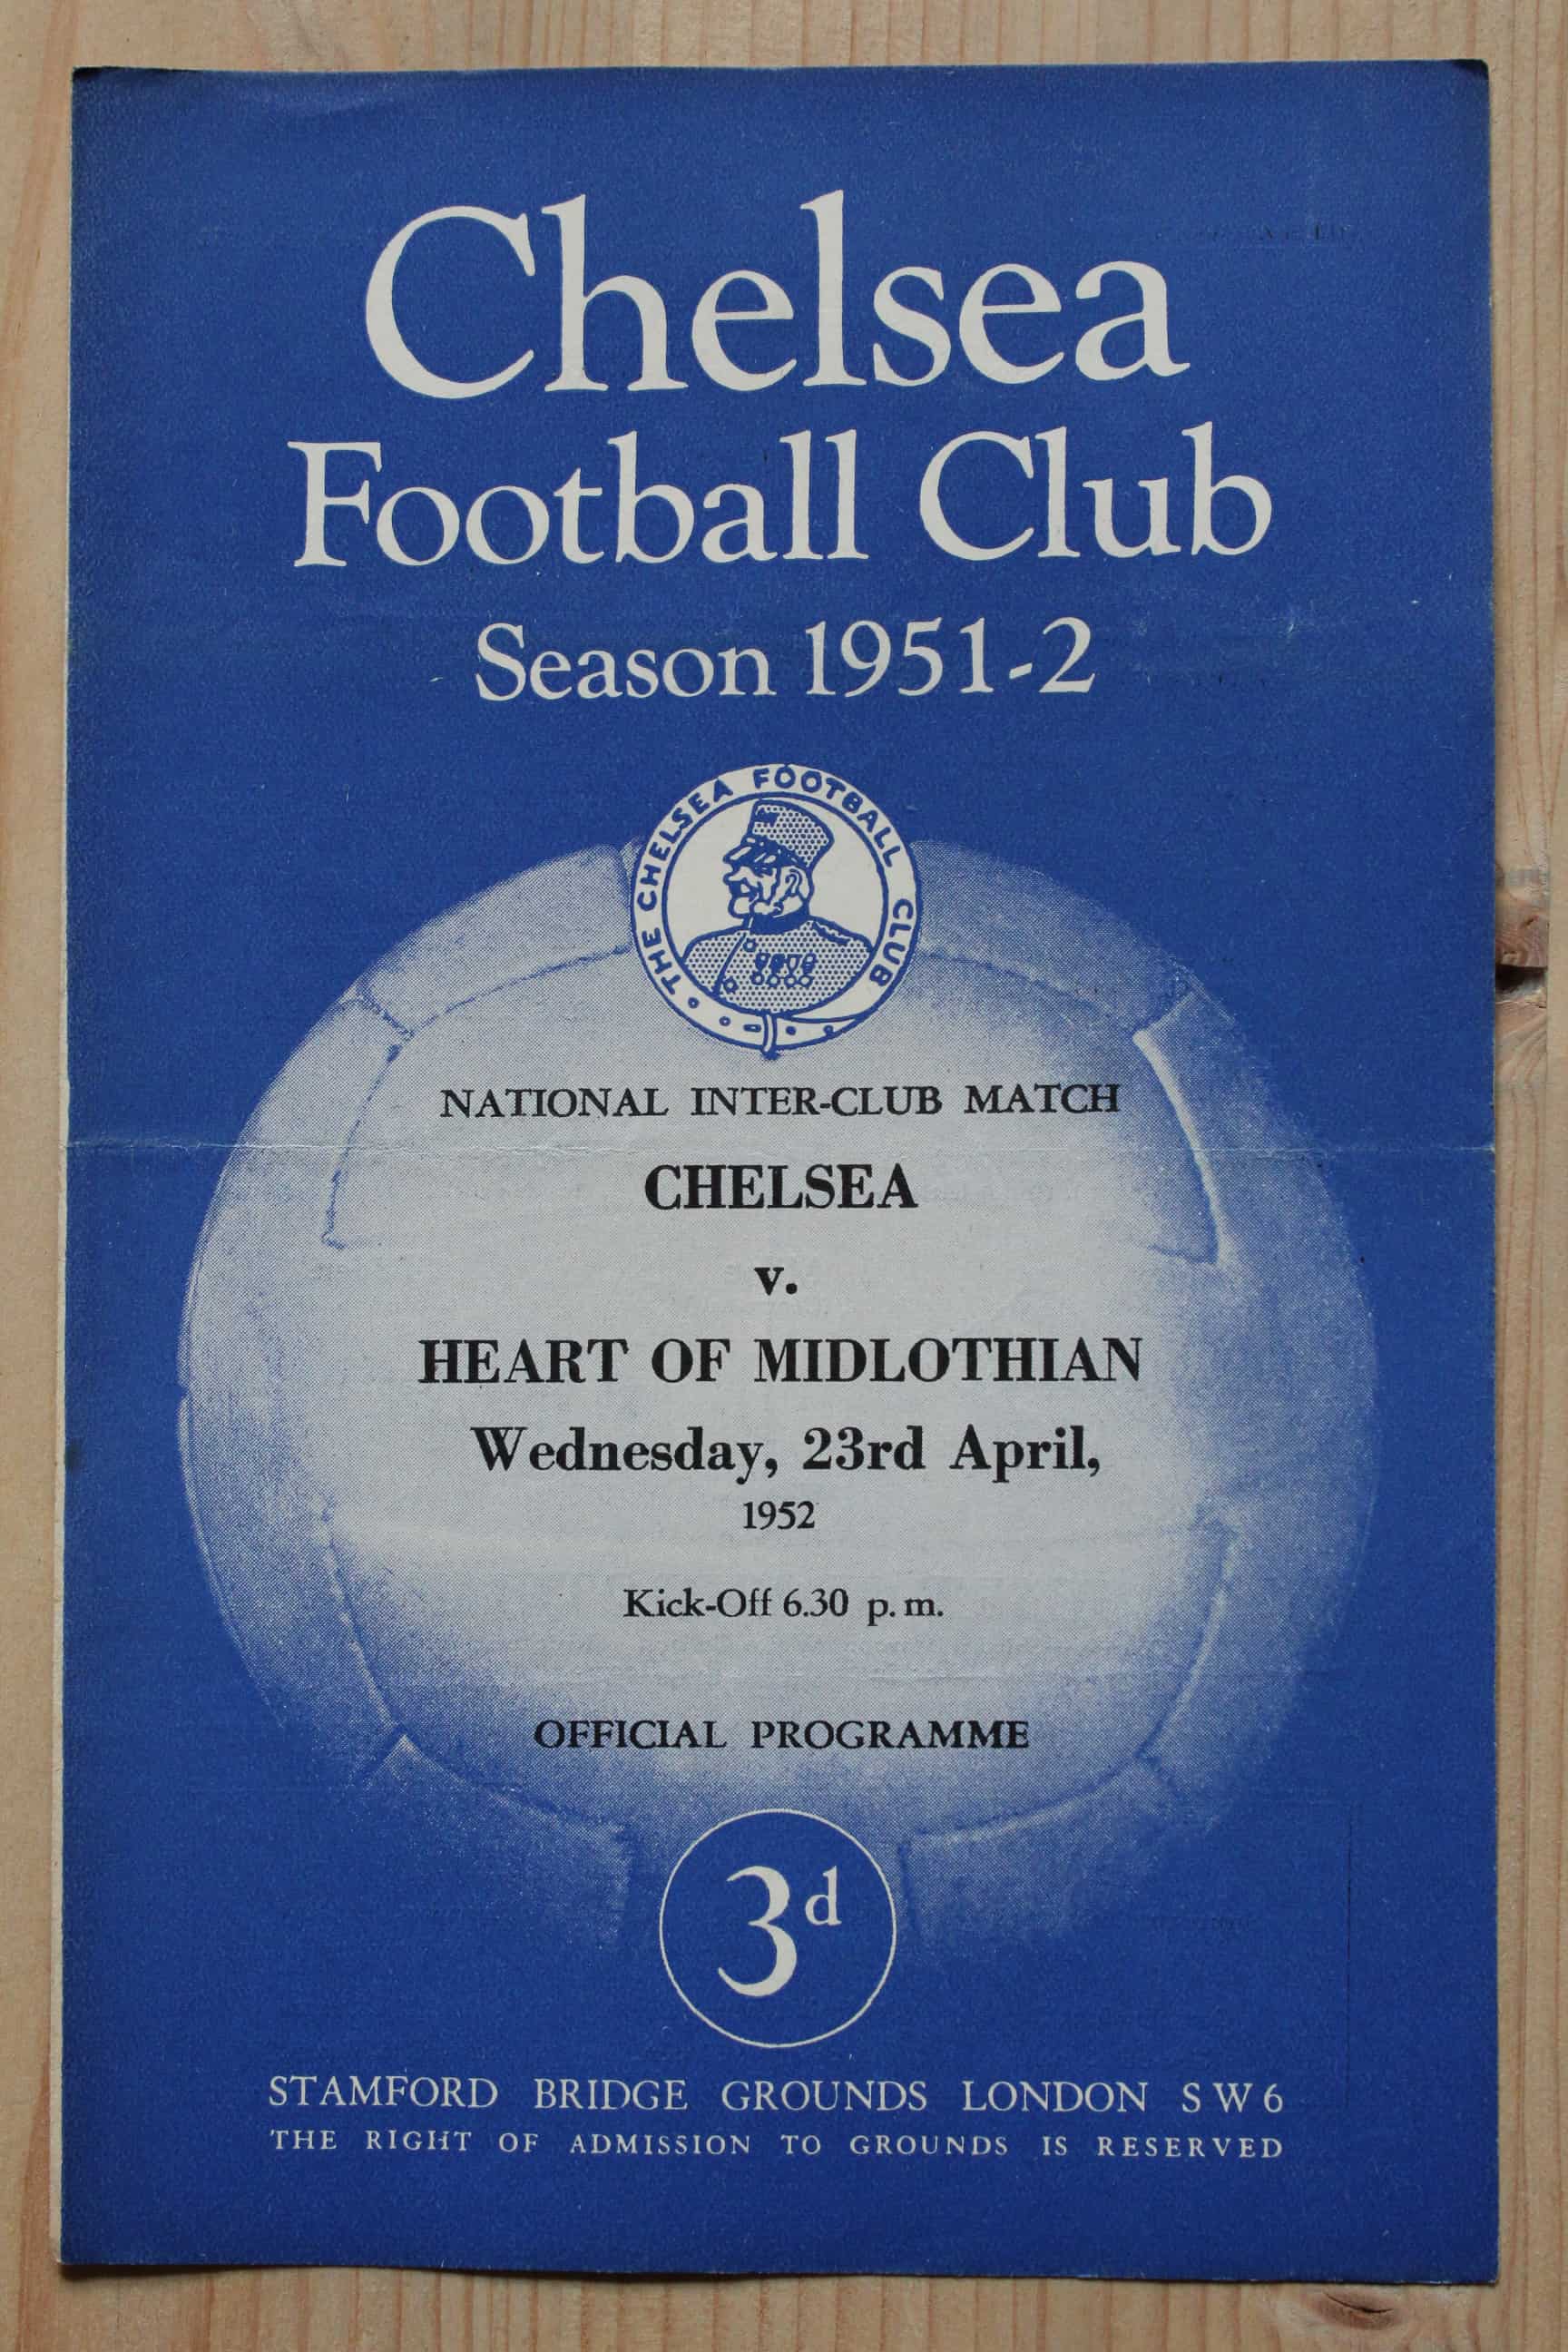 Chelsea
Football Club
Season 1951-2
THE CHELSEA FOOTBALL CLUB
NATIONAL INTER-CLUB MATCH
CHELSEA
v.
HEART OF MIDLOTHIAN
Wednesday, 23rd April,
1952
Kick-Off 6.30 p.m.
OFFICIAL PROGRAMME
3d
STAMFORD BRIDGE GROUNDS LONDON SW6
THE RIGHT OF ADMISSION TO GROUNDS IS RESERVED